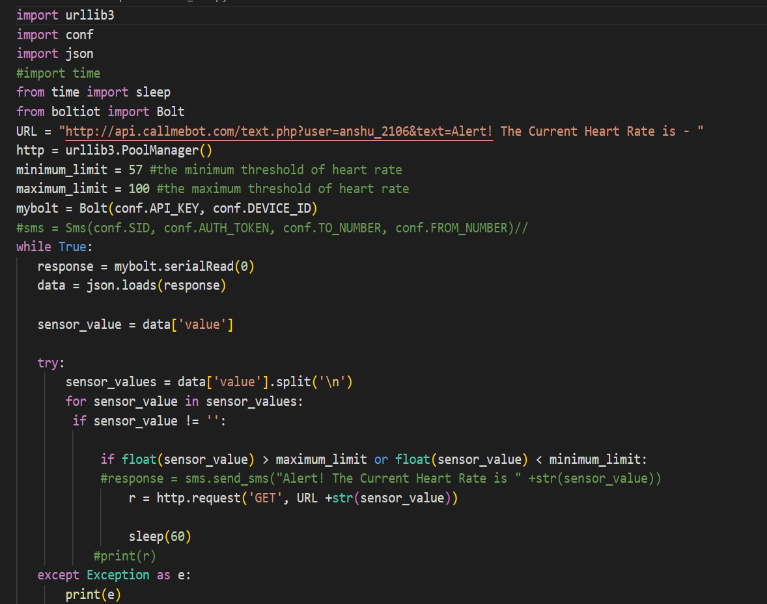 import urllib3
import conf
import json
#import time
from time import sleep
from boltiot import Bolt
URL = "http://api.callmebot.com/text.php?user=anshu_2106&text=Alert! The Current Heart Rate is - "
http = urllib3.PoolManager()
minimum_limit = 57 #the minimum threshold of heart rate
maximum_limit = 100 #the maximum threshold of heart rate
mybolt = Bolt(conf.API_KEY, conf.DEVICE_ID)
#sms = Sms(conf.SID, conf.AUTH_TOKEN, conf.TO_NUMBER, conf.FROM_NUMBER)//
while True:
    response = mybolt.serialRead(0)
    data = json.loads(response)
    sensor_value = data['value']
    try:
        sensor_values = data['value'].split('\n')
        for sensor_value in sensor_values:
         if sensor_value != '':
             if float(sensor_value) > maximum_limit or float(sensor_value) < minimum_limit:
             #response = sms.send_sms("Alert! The Current Heart Rate is " +str(sensor_value))
                 r = http.request('GET', URL +str(sensor_value))
                 sleep(60)
            #print(r)
    except Exception as e:
        print(e)